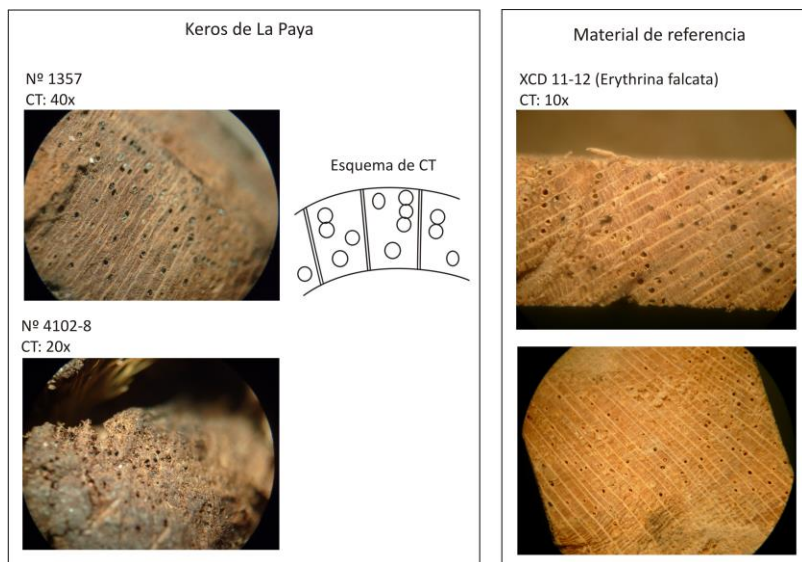 Keros de La Paya
Nº 1357
CT: 40x
Esquema de CT
Nº 4102-8
CT: 20x
Material de referencia
XCD 11-12 (Erythrina falcata)
CT: 10x